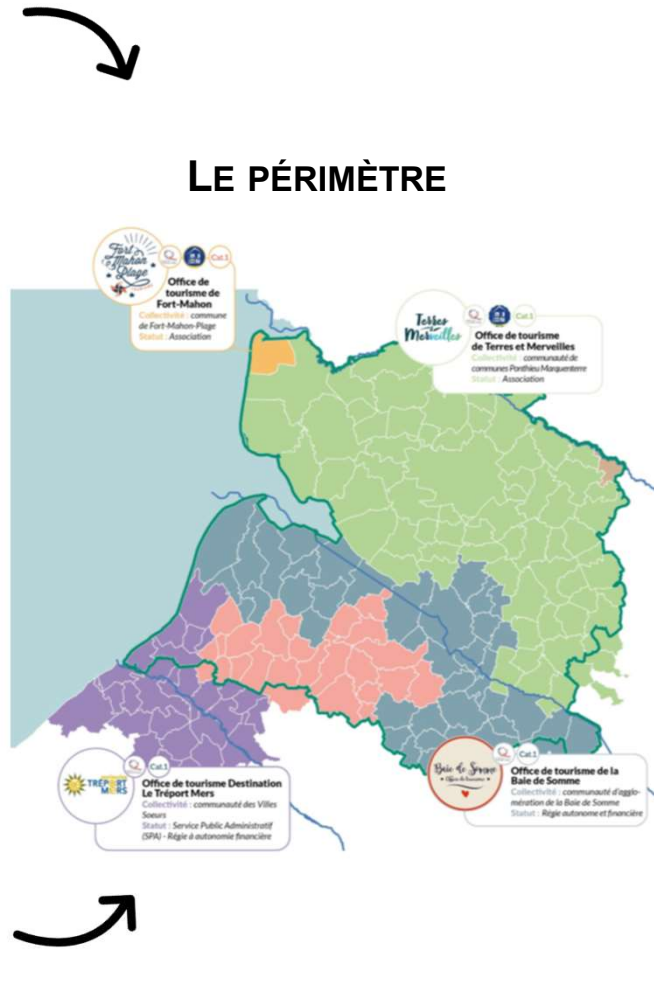 LE PÉRIMÈTRE
Fort
Mahon
Plage
Cat.1
Office de
tourisme de
Fort-Mahon
Collectivité : commune
de Fort-Mahon-Plage
Statut : Association
Terres
et
Merveilles
Cat.1
Office de tourisme
de Terres et Merveilles
Collectivité : communauté de
communes Ponthieu Marquenterre
Statut : Association
TRÉPORT
MERS
Cat.1
Office de tourisme Destination
Le Tréport Mers
Collectivité : communauté des Villes
Soeurs
Statut : Service Public Administratif
(SPA) - Régie à autonomie financière
Baie de Somme
Office de tourisme
Cat.1
Office de tourisme de la
Baie de Somme
Collectivité : communauté d'agglo-
mération de la Baie de Somme
Statut : Régie autonome et financière